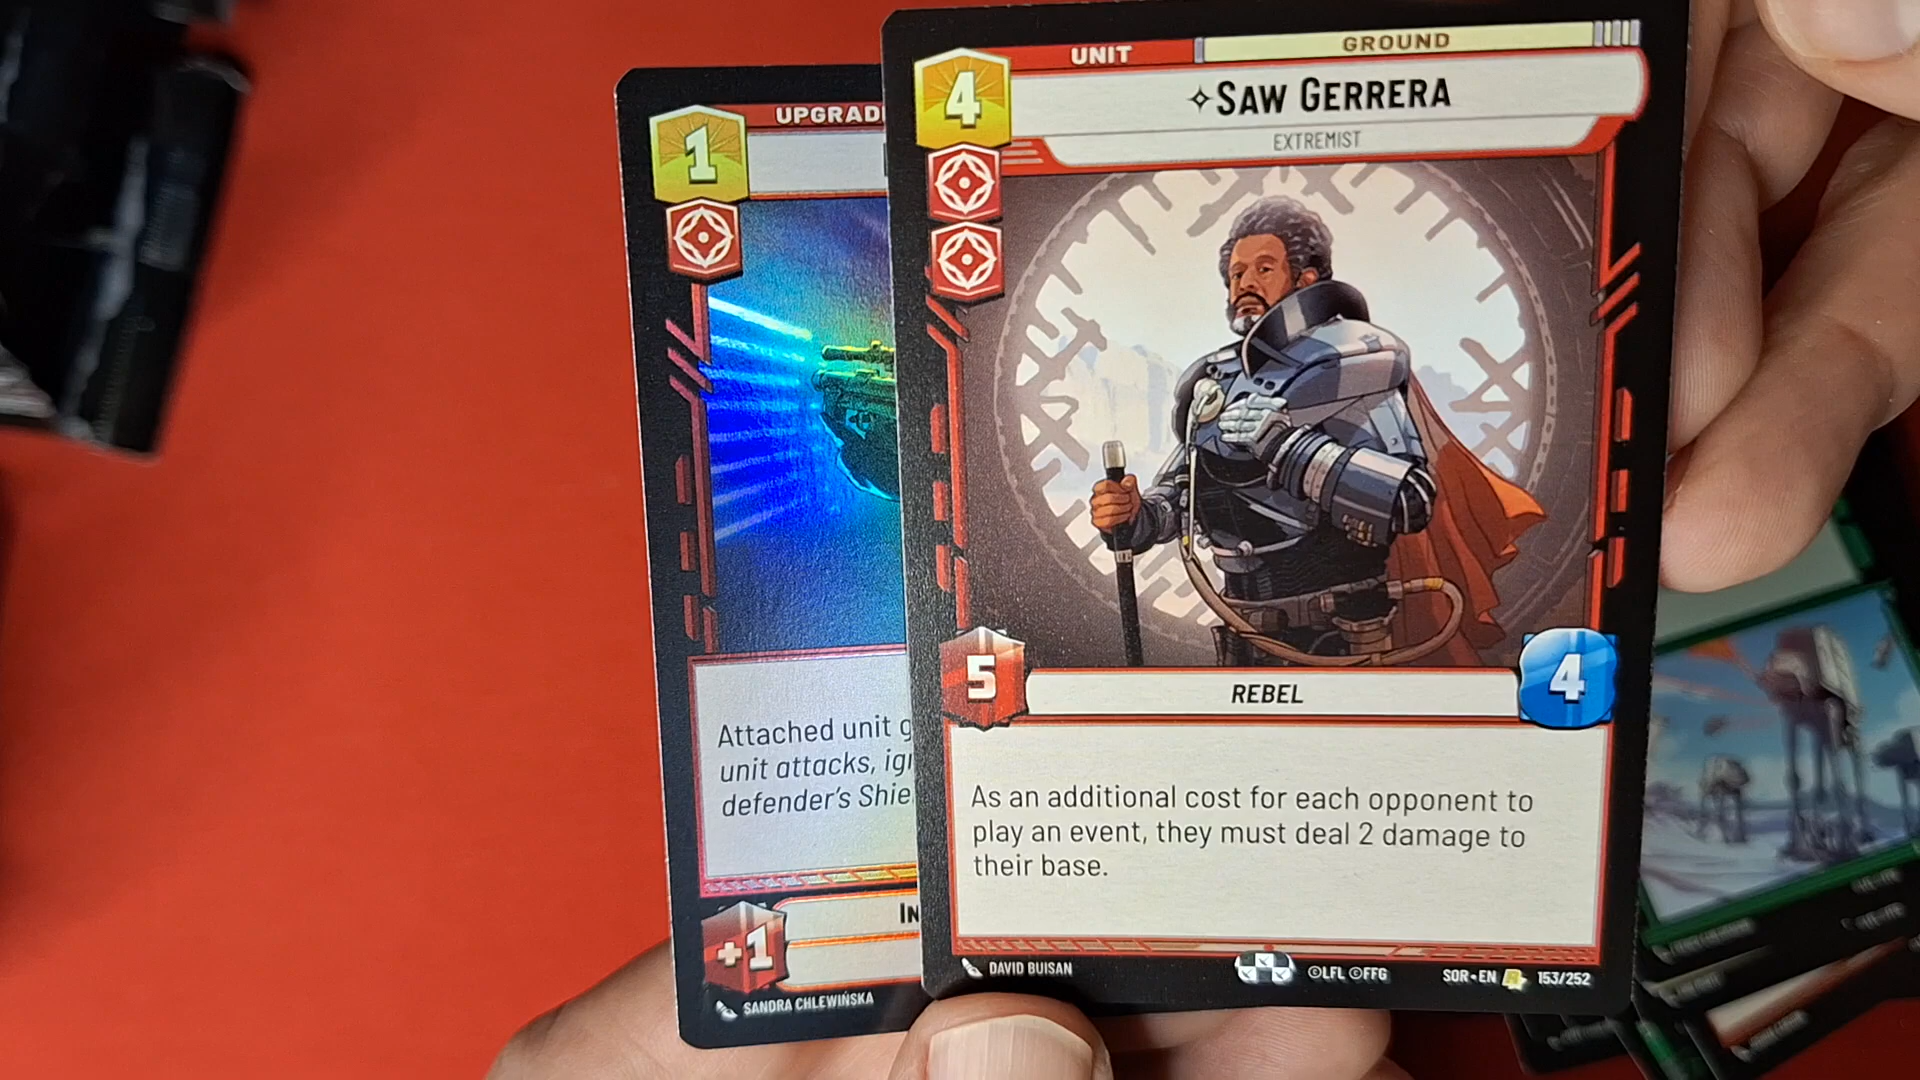 UNIT
GROUND
4
SAW GERRERA
EXTREMIST
5
REBEL
4
As an additional cost for each opponent to
play an event, they must deal 2 damage to
their base.
DAVID BUISAN
©LFL ©FFG
SOR•EN R 153/252
UPGRAD
1
Attached unit g
unit attacks, ig
defender's Shie
+1
IN
SANDRA CHLEWIŃSKA